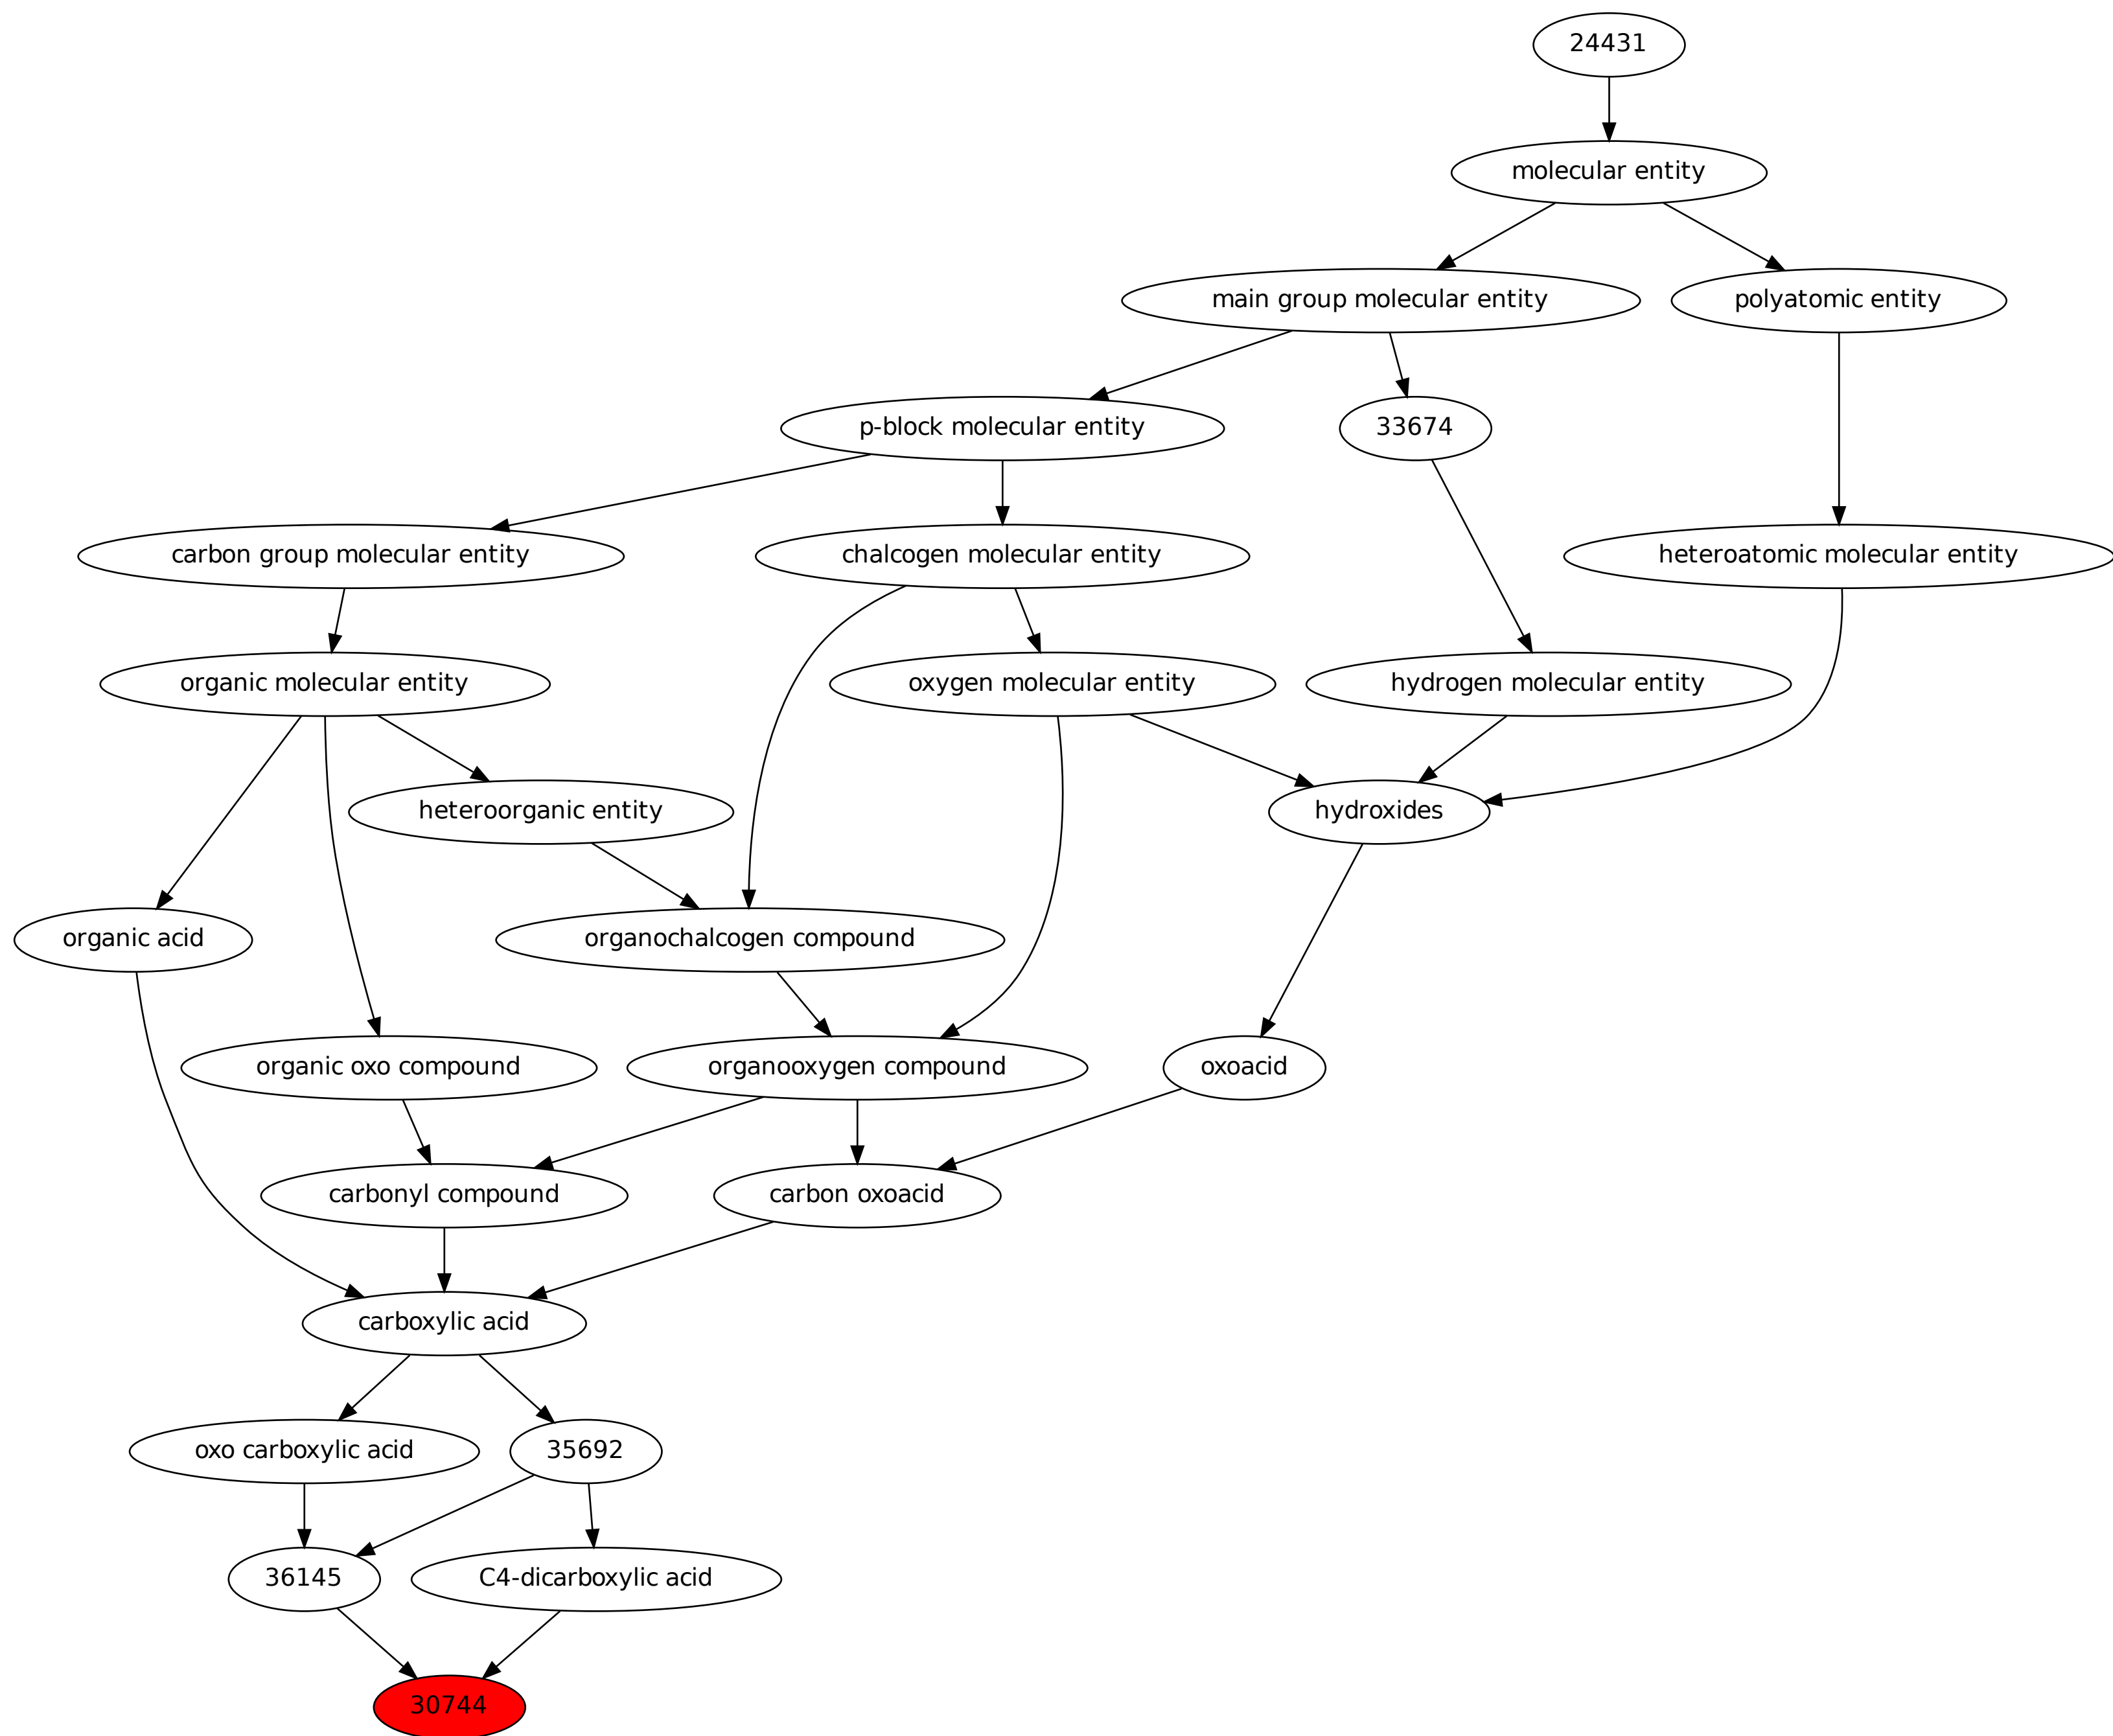 24431
molecular entity
main group molecular entity
polyatomic entity
p-block molecular entity
33674
carbon group molecular entity
chalcogen molecular entity
heteroatomic molecular entity
organic molecular entity
oxygen molecular entity
hydrogen molecular entity
heteroorganic entity
hydroxides
organic acid
organochalcogen compound
organic oxo compound
organooxygen compound
oxoacid
carbonyl compound
carbon oxoacid
carboxylic acid
oxo carboxylic acid
35692
36145
C4-dicarboxylic acid
30744